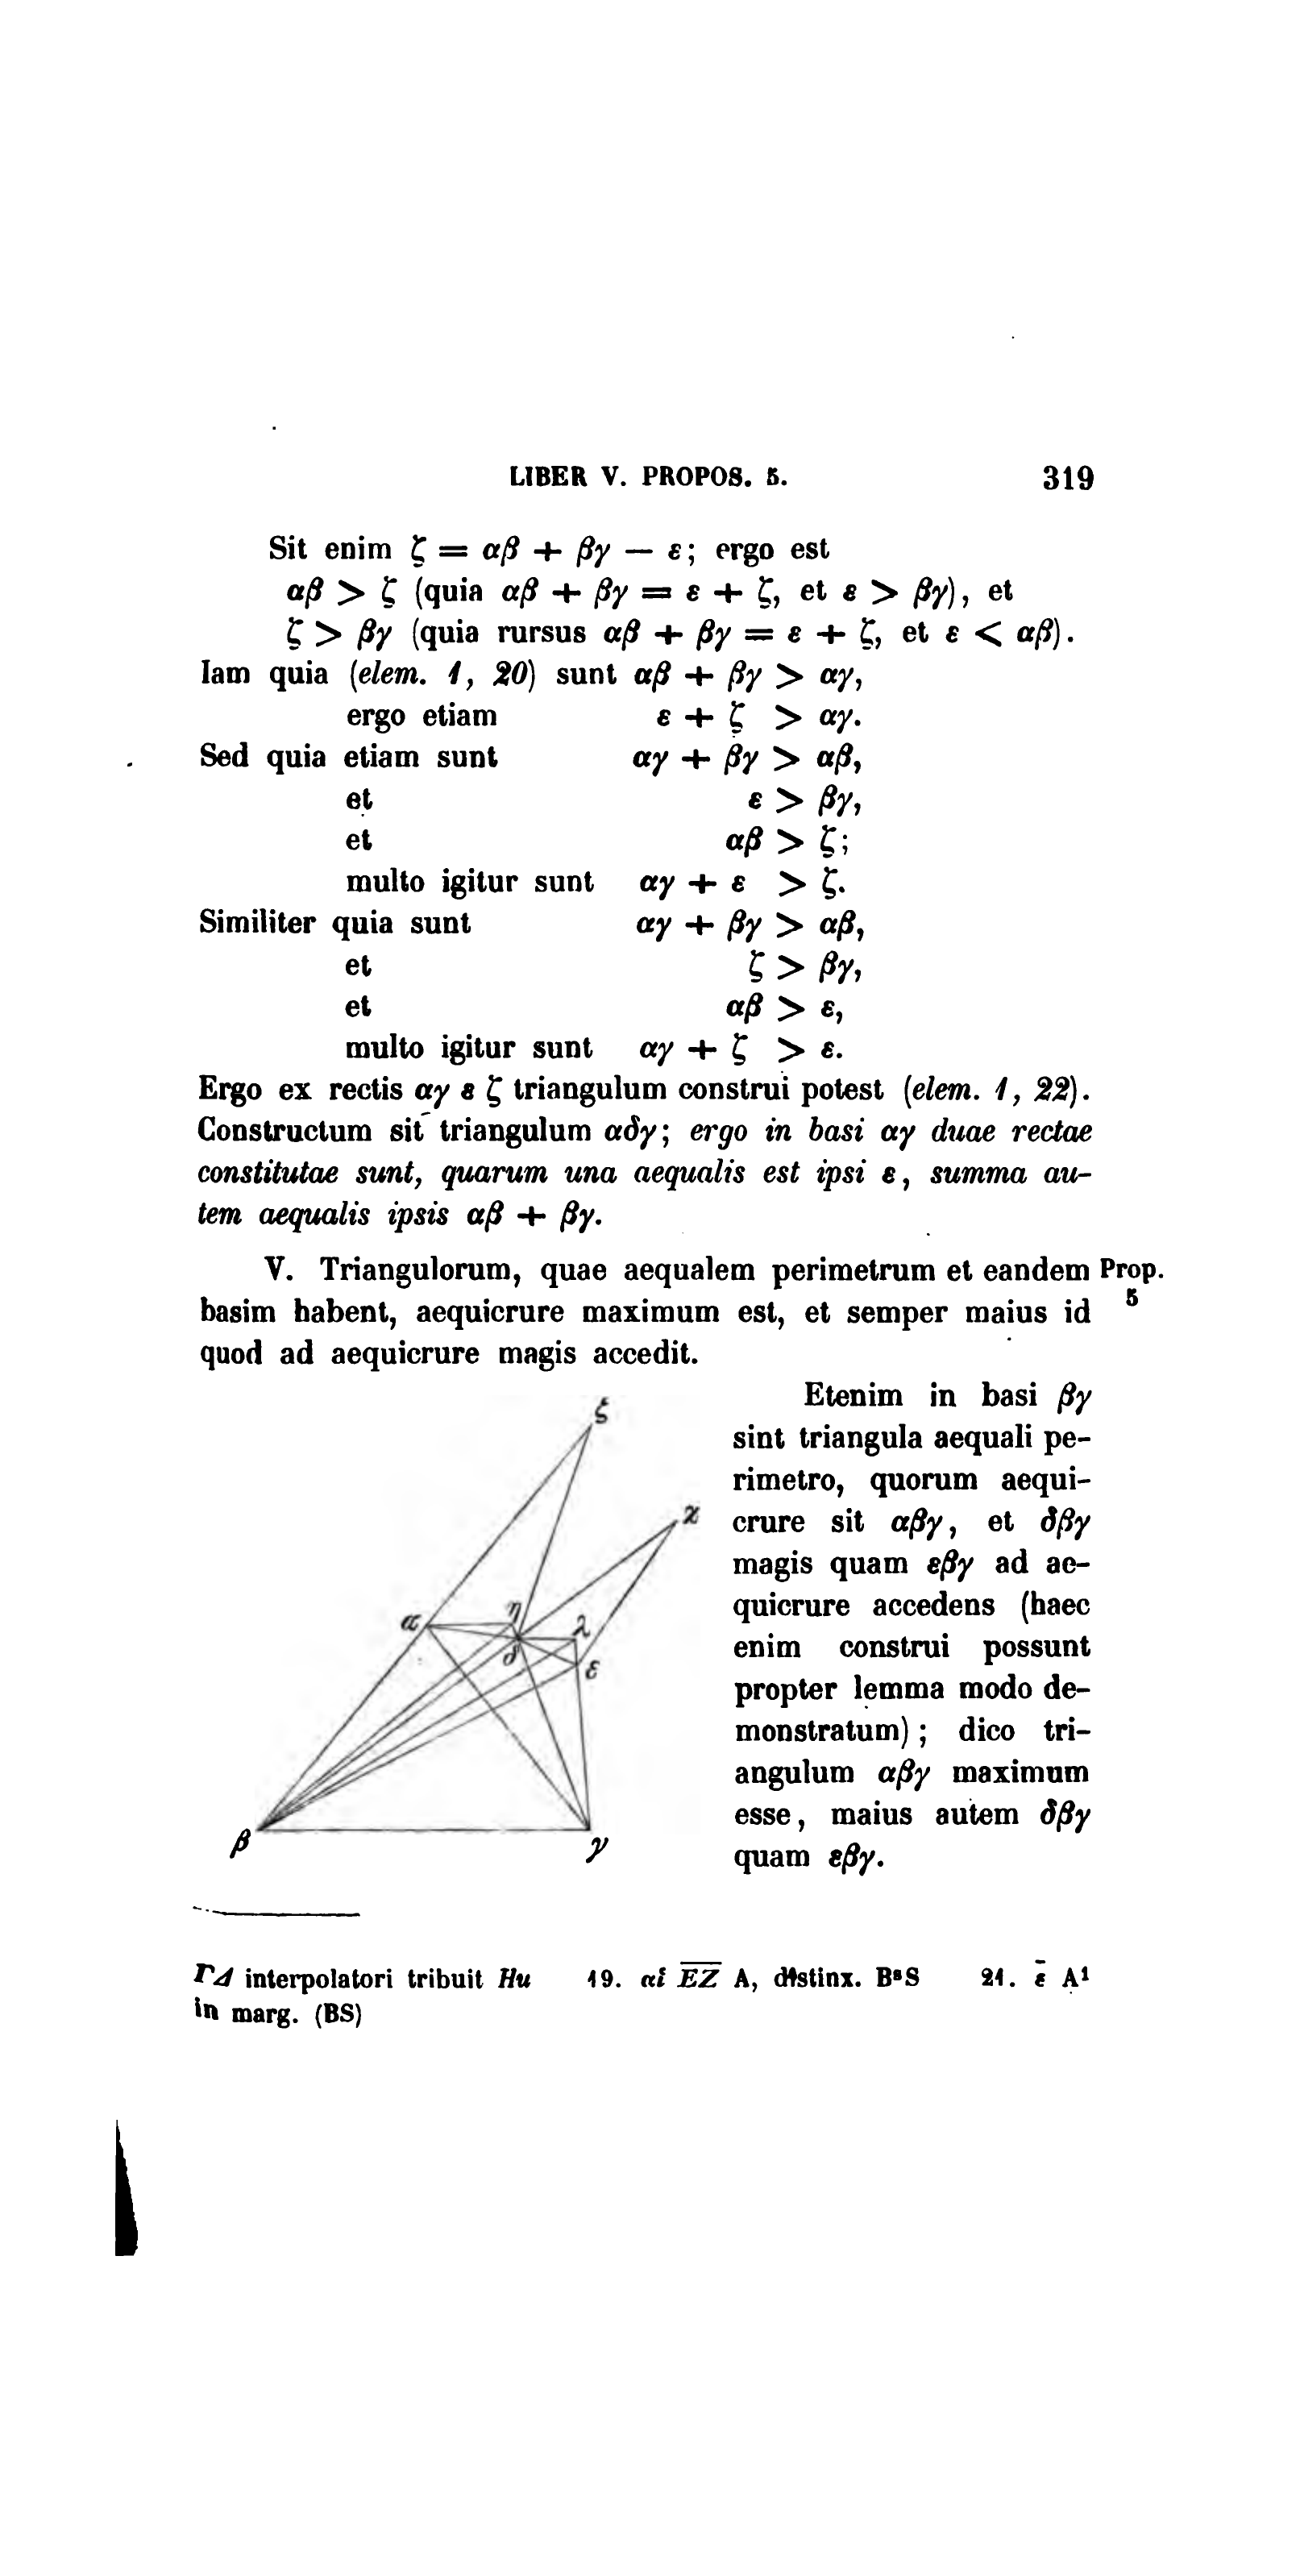 LIBER V. PROPOS. 5. 319
Sit enim ζ = αβ + βγ — ε; ergo est
αβ > ζ (quia αβ + βγ = ε + ζ, et ε > βγ), et
ζ > βγ (quia rursus αβ + βγ = ε + ζ, et ε < αβ).
Iam quia (elem. 1, 20) sunt αβ + βγ > αγ,
ergo etiam ε + ζ > αγ.
Sed quia etiam sunt αγ + βγ > αβ,
et ε > βγ,
et αβ > ζ;
multo igitur sunt αγ + ε > ζ.
Similiter quia sunt αγ + βγ > αβ,
et ζ > βγ,
et αβ > ε,
multo igitur sunt αγ + ζ > ε.
Ergo ex rectis αγ ε ζ triangulum construi potest (elem. 1, 22).
Constructum sit triangulum αδγ; ergo in basi αγ duae rectae
constitutae sunt, quarum una aequalis est ipsi ε, summa au-
tem aequalis ipsis αβ + βγ.
V. Triangulorum, quae aequalem perimetrum et eandem Prop.
basim habent, aequicrure maximum est, et semper maius id 5
quod ad aequicrure magis accedit.
Etenim in basi βγ
sint triangula aequali pe-
rimetro, quorum aequi-
crure sit αβγ, et δβγ
magis quam εβγ ad ae-
quicrure accedens (haec
enim construi possunt
propter lemma modo de-
monstratum); dico tri-
angulum αβγ maximum
esse, maius autem δβγ
quam εβγ.
ζ
κ
α η λ
δ ε
β γ
ΓΔ interpolatori tribuit Hu 19. αἱ E͞Z͞ A, distinx. BˢS 21. ε̄ A¹
in marg. (BS)